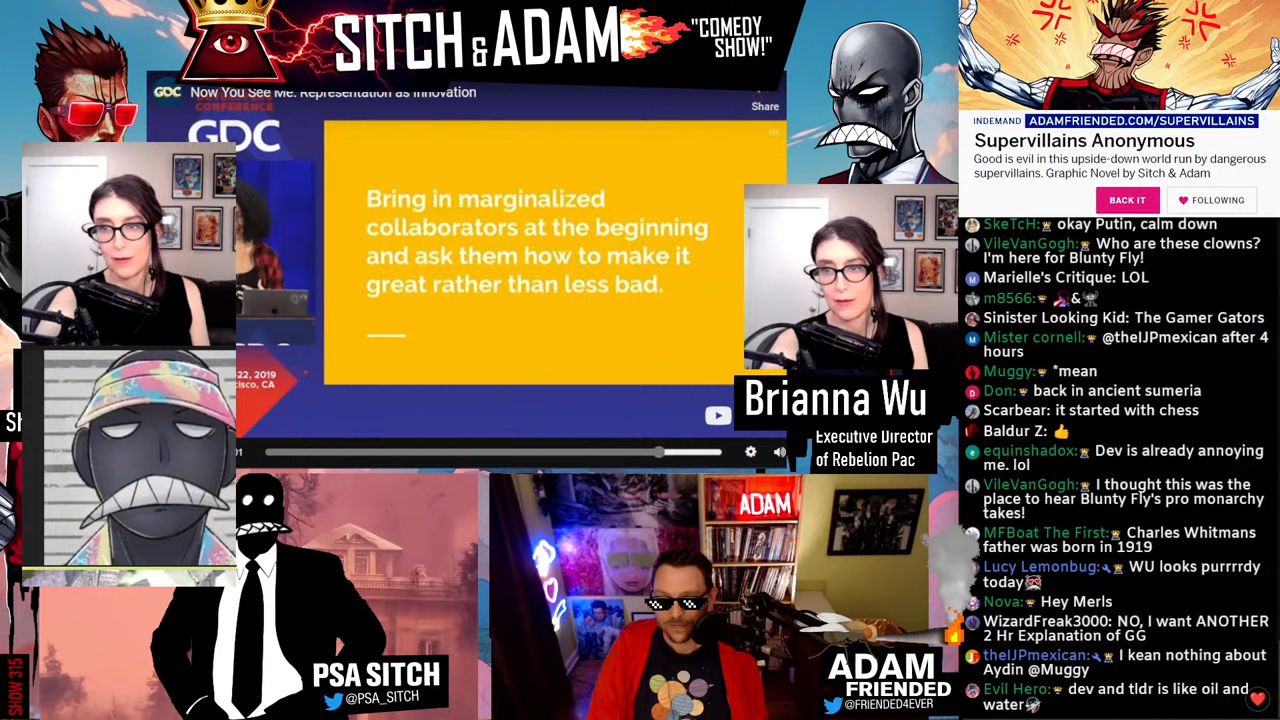 SITCH & ADAM
"COMEDY
SHOW!"
GDC
Now You See Me: Representation as Innovation
Share
CONFERENCE
GDC
Bring in marginalized
collaborators at the beginning
and ask them how to make it
great rather than less bad.
-22, 2019
cisco, CA
Brianna Wu
Executive Director
of Rebelion Pac
PSA SITCH
@PSA_SITCH
ADAM
ADAM
FRIENDED
@FRIENDED4EVER
SHOW 315
INDEMAND ADAMFRIENDED.COM/SUPERVILLAINS
Supervillains Anonymous
Good is evil in this upside-down world run by dangerous
supervillains. Graphic Novel by Sitch & Adam
BACK IT
FOLLOWING
SkeTcH: okay Putin, calm down
VileVanGogh: Who are these clowns?
I'm here for Blunty Fly!
M Marielle's Critique: LOL
m8566: &
Sinister Looking Kid: The Gamer Gators
M Mister cornell: @theIJPmexican after 4
hours
Muggy: *mean
D Don: back in ancient sumeria
Scarbear: it started with chess
Baldur Z: 👍
e equinshadox: Dev is already annoying
me. lol
VileVanGogh: I thought this was the
place to hear Blunty Fly's pro monarchy
takes!
MFBoat The First: Charles Whitmans
father was born in 1919
Lucy Lemonbug: WU looks purrrrdy
today
Nova: Hey Merls
WizardFreak3000: NO, I want ANOTHER
2 Hr Explanation of GG
theIJPmexican: I kean nothing about
Aydin @Muggy
Evil Hero: dev and tldr is like oil and
water